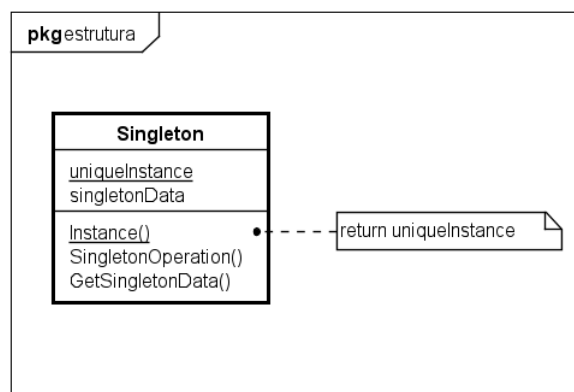 pkg estrutura
Singleton
uniqueInstance
singletonData
Instance()
return uniqueInstance
SingletonOperation()
GetSingletonData()